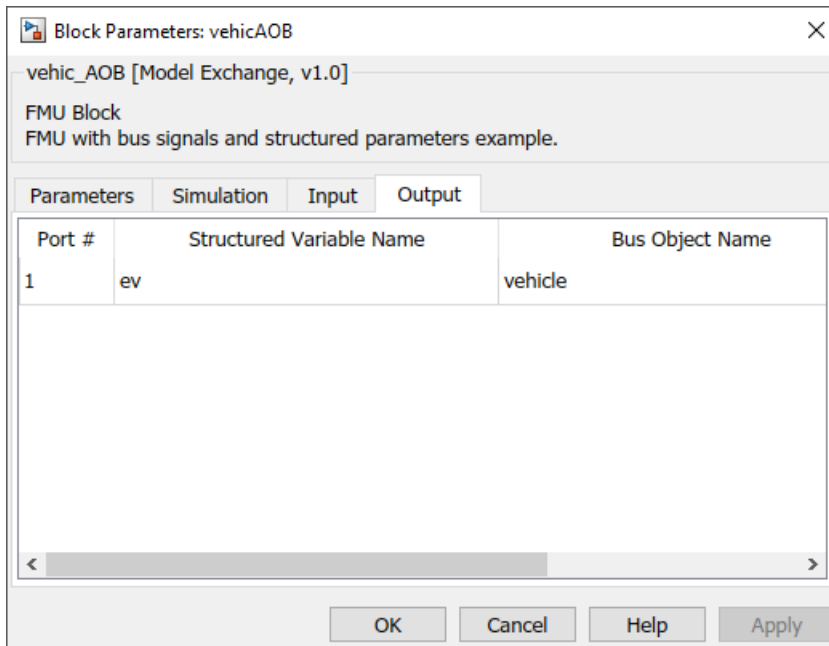 Block Parameters: vehicAOB
vehic_AOB [Model Exchange, v1.0]
FMU Block
FMU with bus signals and structured parameters example.
Parameters Simulation Input Output
Port # Structured Variable Name Bus Object Name
1 ev vehicle
OK Cancel Help Apply